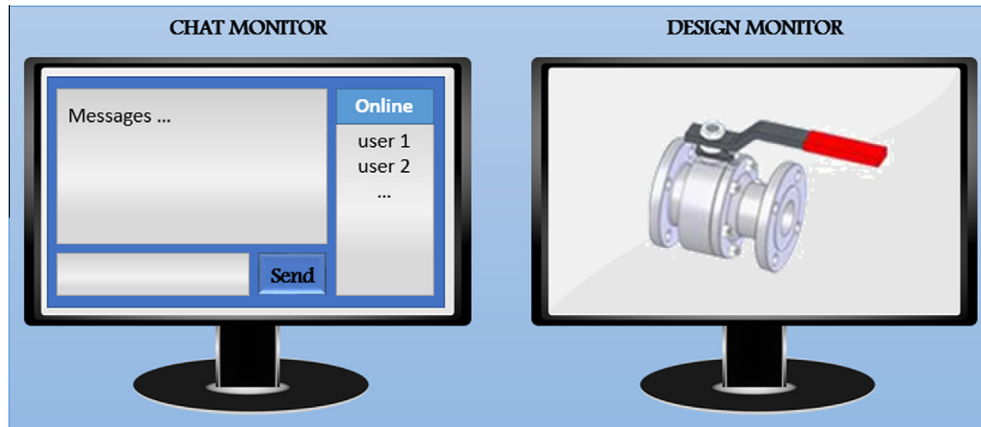 CHAT MONITOR
DESIGN MONITOR
Messages ...
Online
user 1
user 2
...
Send